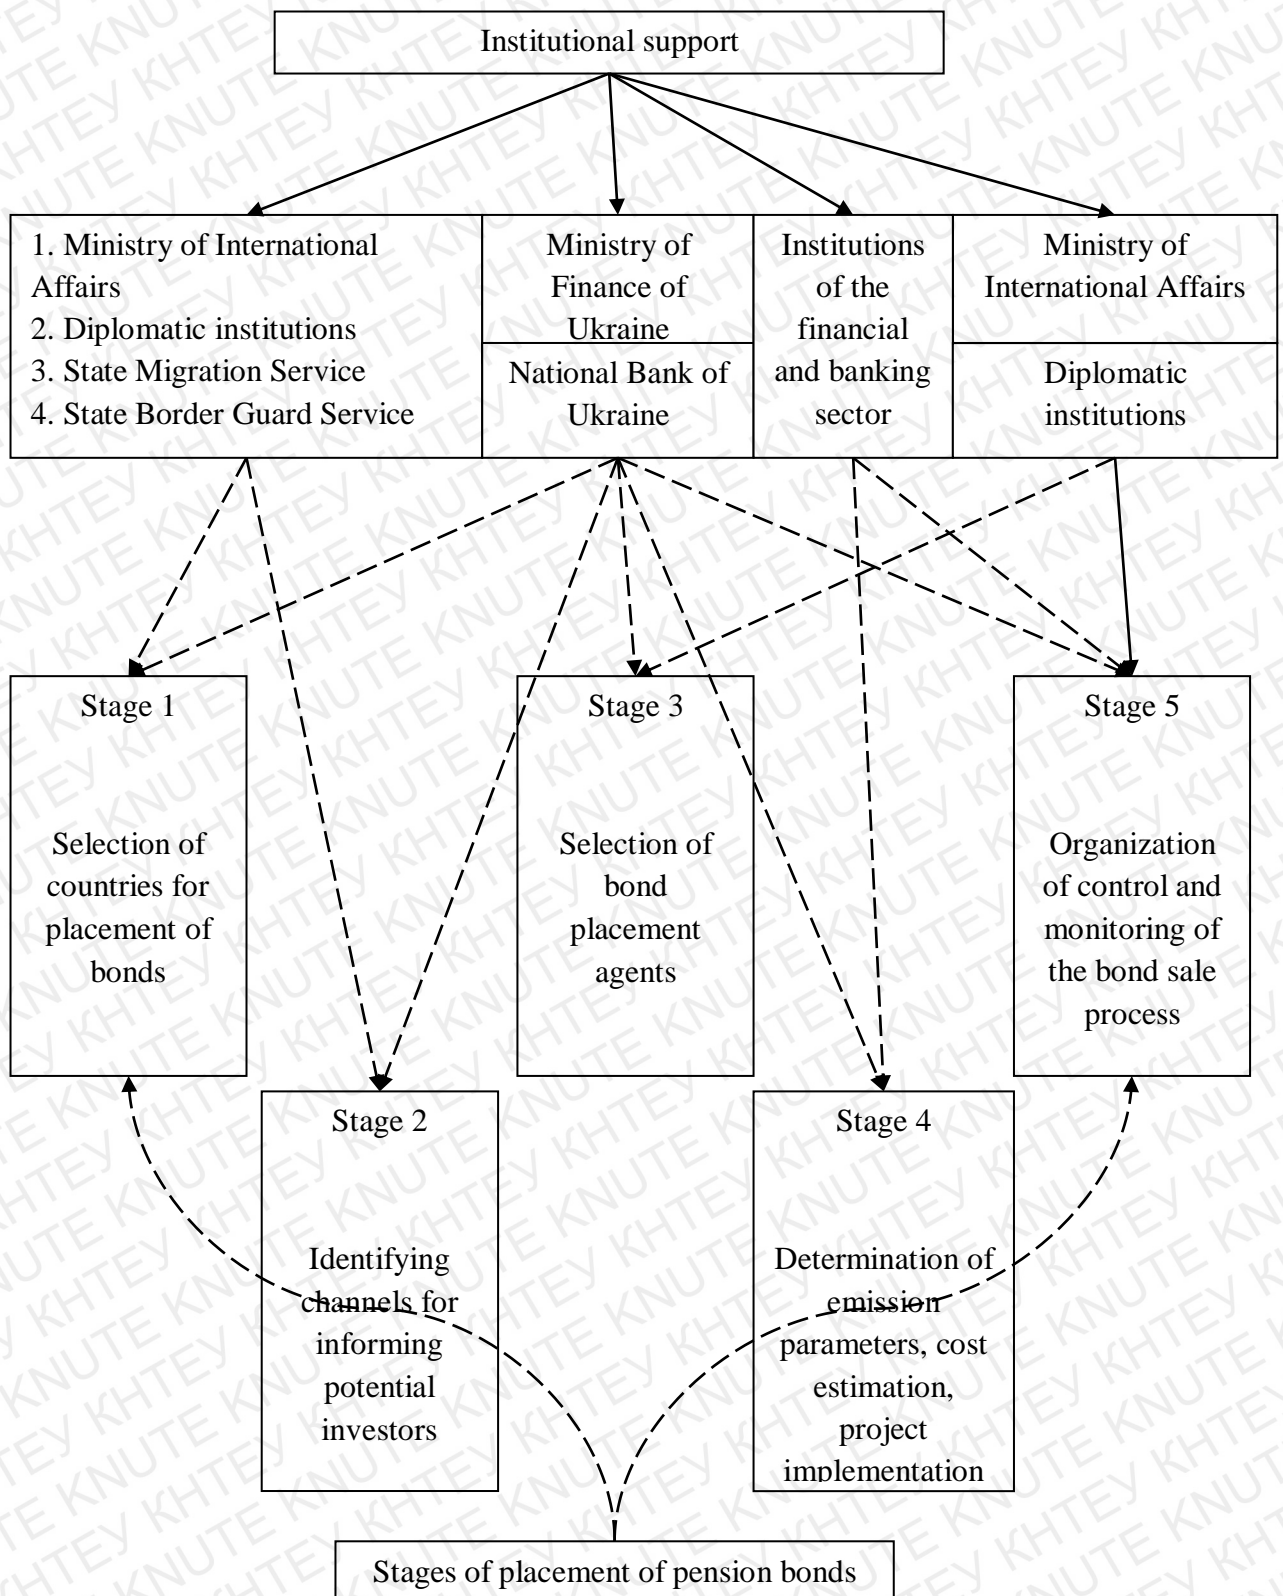 Institutional support
1. Ministry of International
Affairs
2. Diplomatic institutions
3. State Migration Service
4. State Border Guard Service
Ministry of
Finance of
Ukraine
National Bank of
Ukraine
Institutions
of the
financial
and banking
sector
Ministry of
International Affairs
Diplomatic
institutions
Stage 1
Selection of
countries for
placement of
bonds
Stage 3
Selection of
bond
placement
agents
Stage 5
Organization
of control and
monitoring of
the bond sale
process
Stage 2
Identifying
channels for
informing
potential
investors
Stage 4
Determination of
emission
parameters, cost
estimation,
project
implementation
Stages of placement of pension bonds
КНТЕУ KNUTE